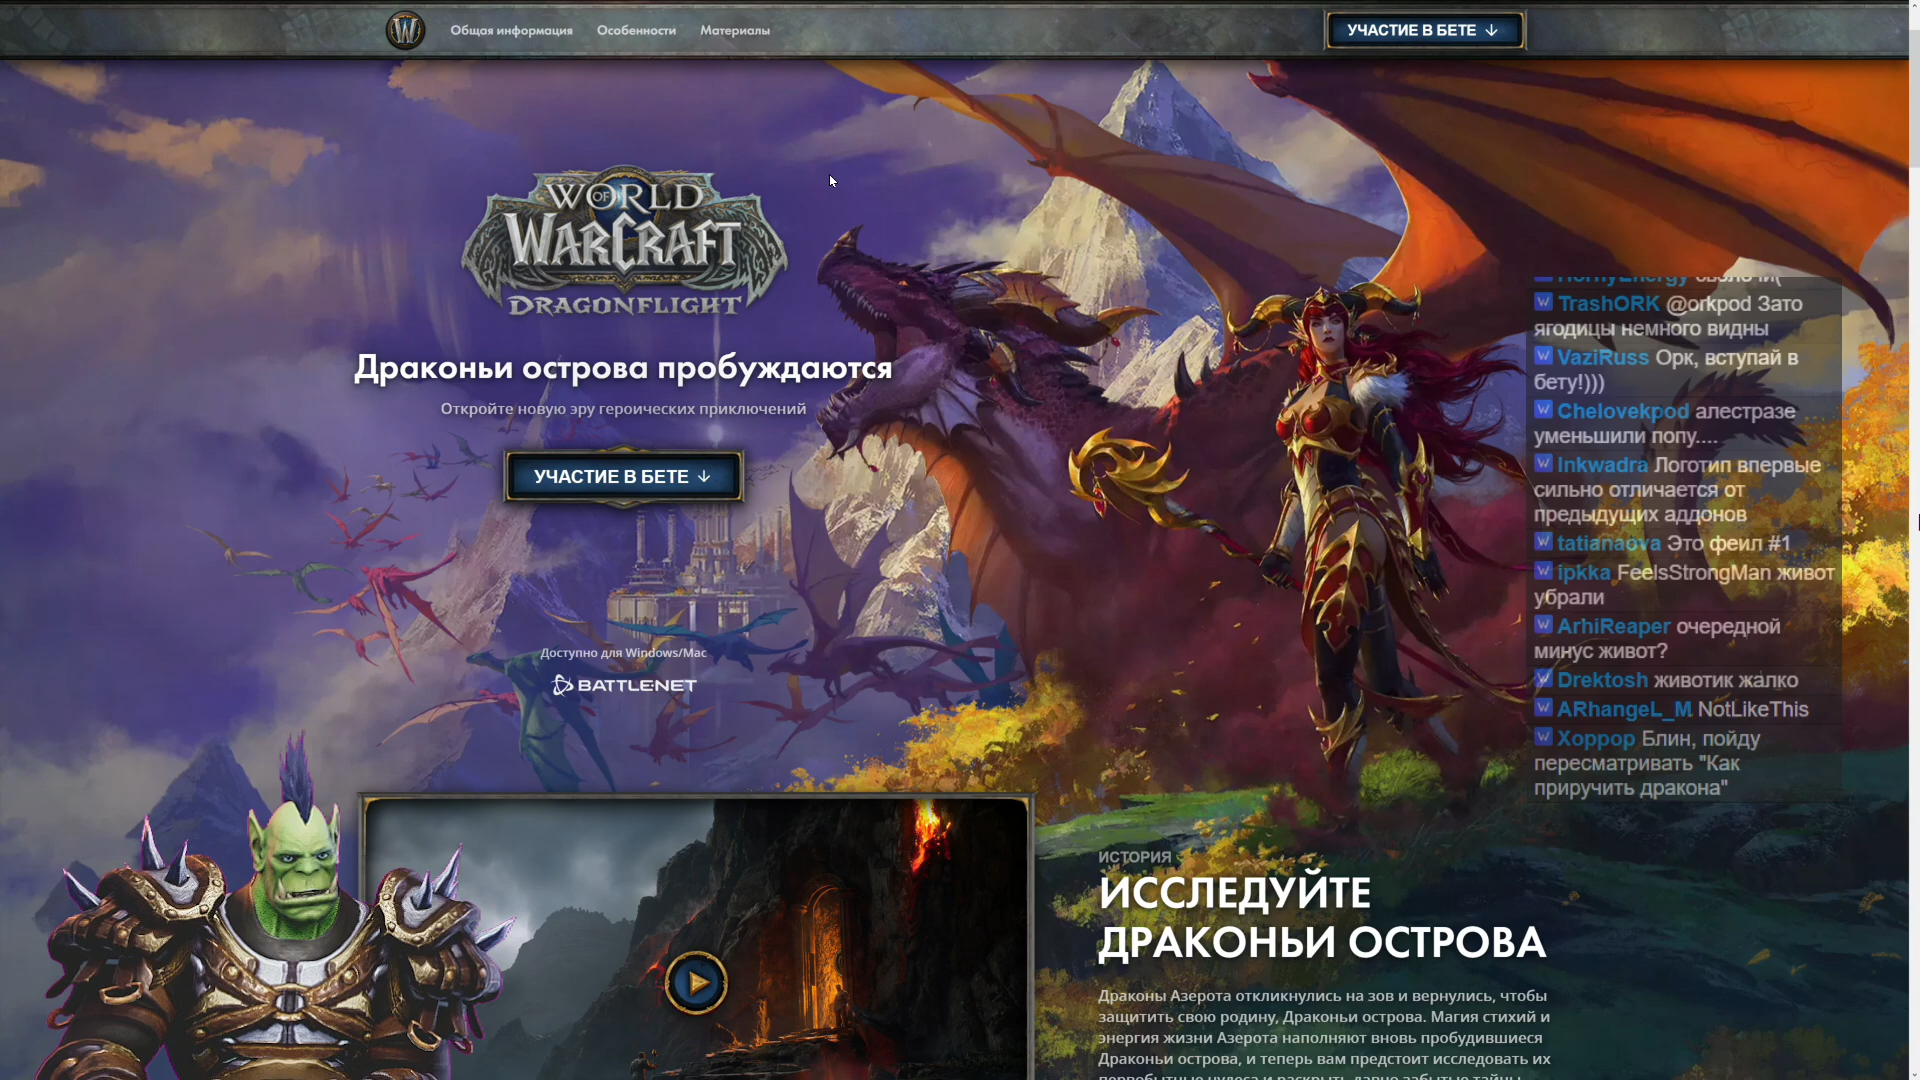 Общая информация
Особенности
Материалы
УЧАСТИЕ В БЕТЕ
WORLD OF WARCRAFT
DRAGONFLIGHT
Драконьи острова пробуждаются
Откройте новую эру героических приключений
УЧАСТИЕ В БЕТЕ
Доступно для Windows/Mac
BATTLE.NET
TrashORK @orkpod Зато
ягодицы немного видны
VaziRuss Орк, вступай в
бету!)))
Chelovekpod алестразе
уменьшили попу....
Inkwadra Логотип впервые
сильно отличается от
предыдущих аддонов
tatianaova Это феил #1
ipkka FeelsStrongMan живот
убрали
ArhiReaper очередной
минус живот?
Drektosh животик жалко
ARhangeL_M NotLikeThis
Хоррор Блин, пойду
пересматривать "Как
приручить дракона"
ИСТОРИЯ
ИССЛЕДУЙТЕ
ДРАКОНЬИ ОСТРОВА
Драконы Азерота откликнулись на зов и вернулись, чтобы
защитить свою родину, Драконьи острова. Магия стихий и
энергия жизни Азерота наполняют вновь пробудившиеся
Драконьи острова, и теперь вам предстоит исследовать их